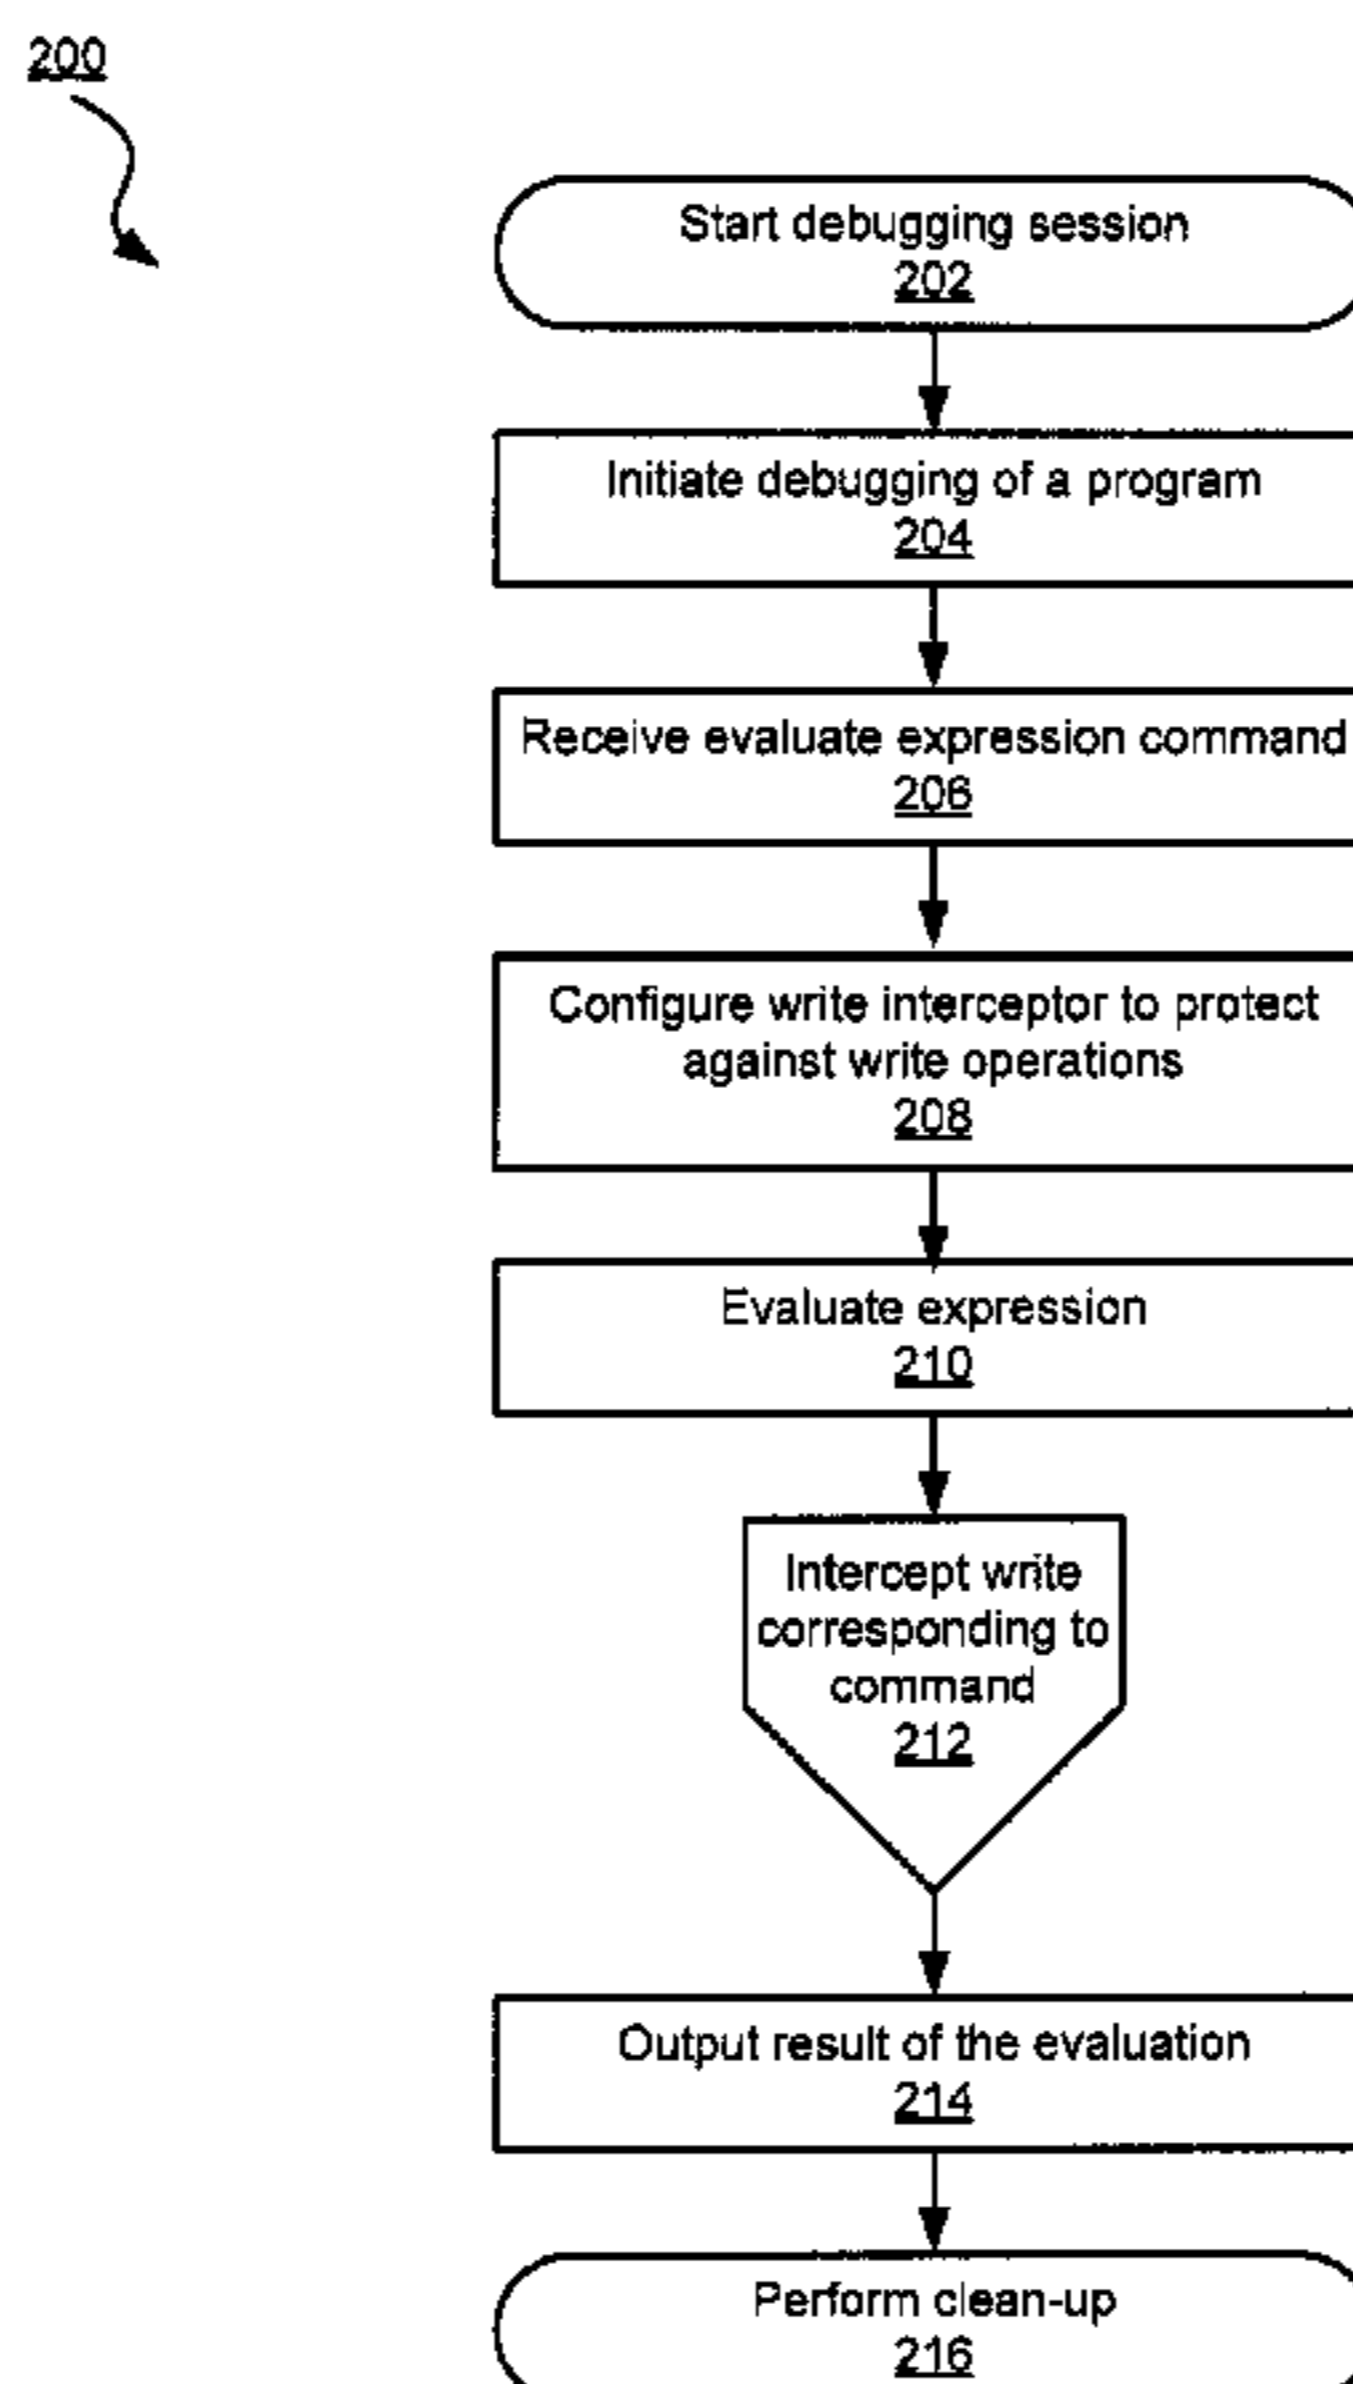 200
Start debugging session
202
Initiate debugging of a program
204
Receive evaluate expression command
206
Configure write interceptor to protect
against write operations
208
Evaluate expression
210
Intercept write
corresponding to
command
212
Output result of the evaluation
214
Perform clean-up
216